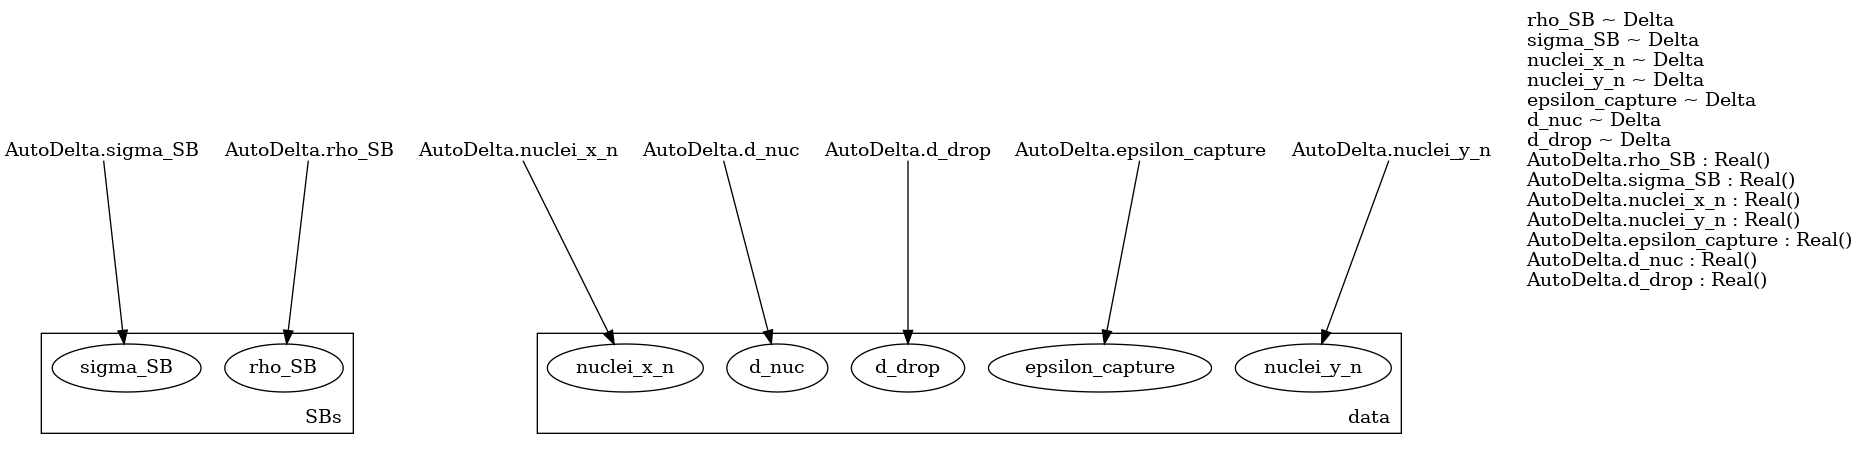 AutoDelta.sigma_SB
AutoDelta.rho_SB
AutoDelta.nuclei_x_n
AutoDelta.d_nuc
AutoDelta.d_drop
AutoDelta.epsilon_capture
AutoDelta.nuclei_y_n
sigma_SB
rho_SB
SBs
nuclei_x_n
d_nuc
d_drop
epsilon_capture
nuclei_y_n
data
rho_SB ~ Delta
sigma_SB ~ Delta
nuclei_x_n ~ Delta
nuclei_y_n ~ Delta
epsilon_capture ~ Delta
d_nuc ~ Delta
d_drop ~ Delta
AutoDelta.rho_SB : Real()
AutoDelta.sigma_SB : Real()
AutoDelta.nuclei_x_n : Real()
AutoDelta.nuclei_y_n : Real()
AutoDelta.epsilon_capture : Real()
AutoDelta.d_nuc : Real()
AutoDelta.d_drop : Real()